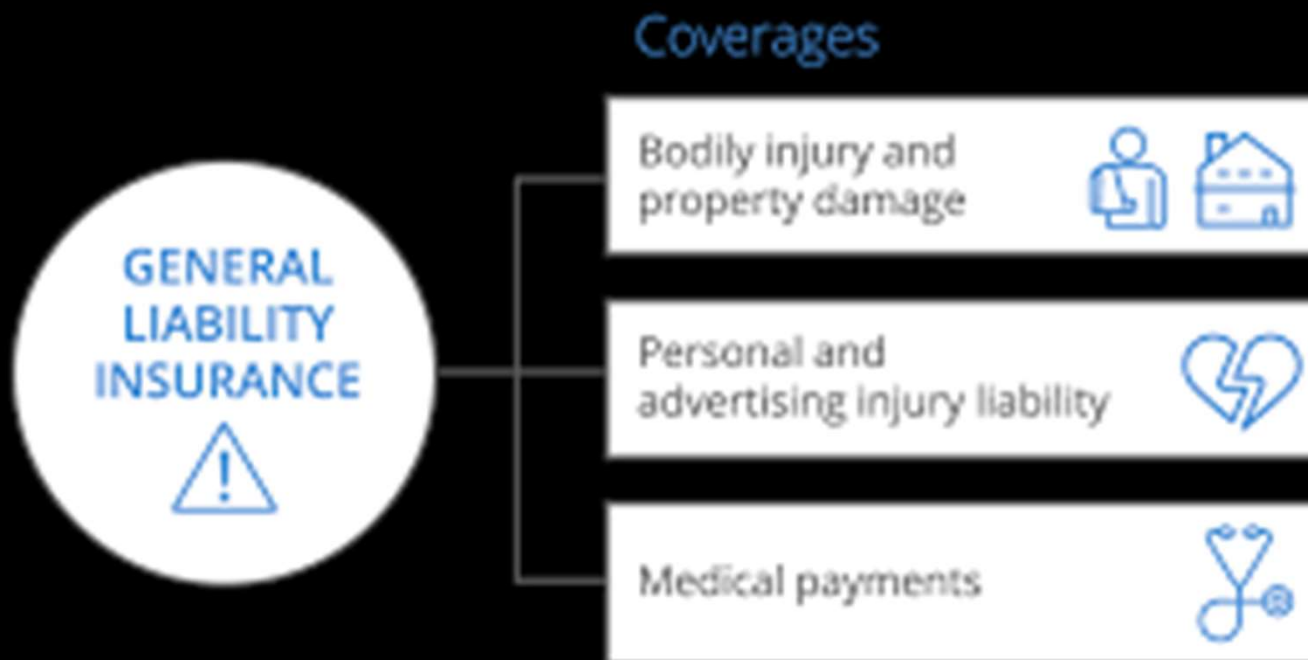 Coverages
GENERAL
LIABILITY
INSURANCE
Bodily injury and
property damage
Personal and
advertising injury liability
Medical payments